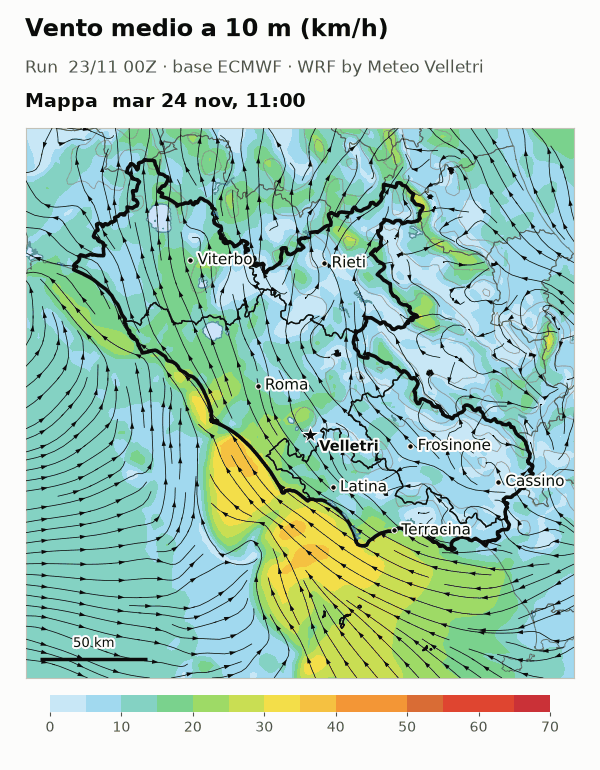 Vento medio a 10 m (km/h)
Run  23/11 00Z · base ECMWF · WRF by Meteo Velletri
Mappa  mar 24 nov, 11:00
Viterbo
Rieti
Roma
Velletri
Frosinone
Cassino
Latina
Terracina
50 km
0 10 20 30 40 50 60 70